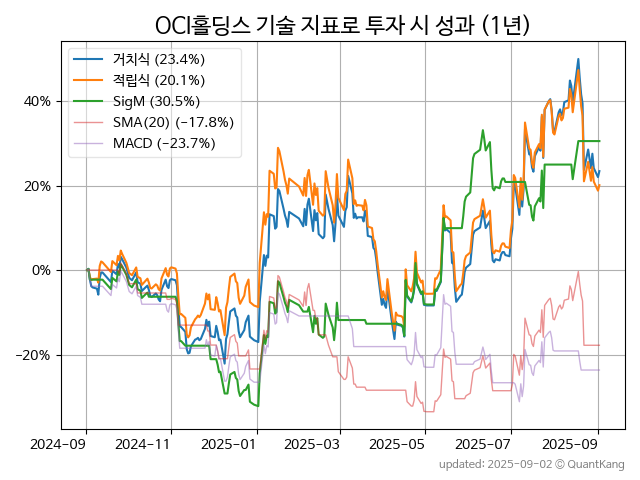 OCI홀딩스 기술 지표로 투자 시 성과 (1년)
거치식 (23.4%)
적립식 (20.1%)
SigM (30.5%)
SMA(20) (−17.8%)
MACD (−23.7%)
40%
20%
0%
−20%
2024-09 2024-11 2025-01 2025-03 2025-05 2025-07 2025-09
updated: 2025-09-02 © QuantKang